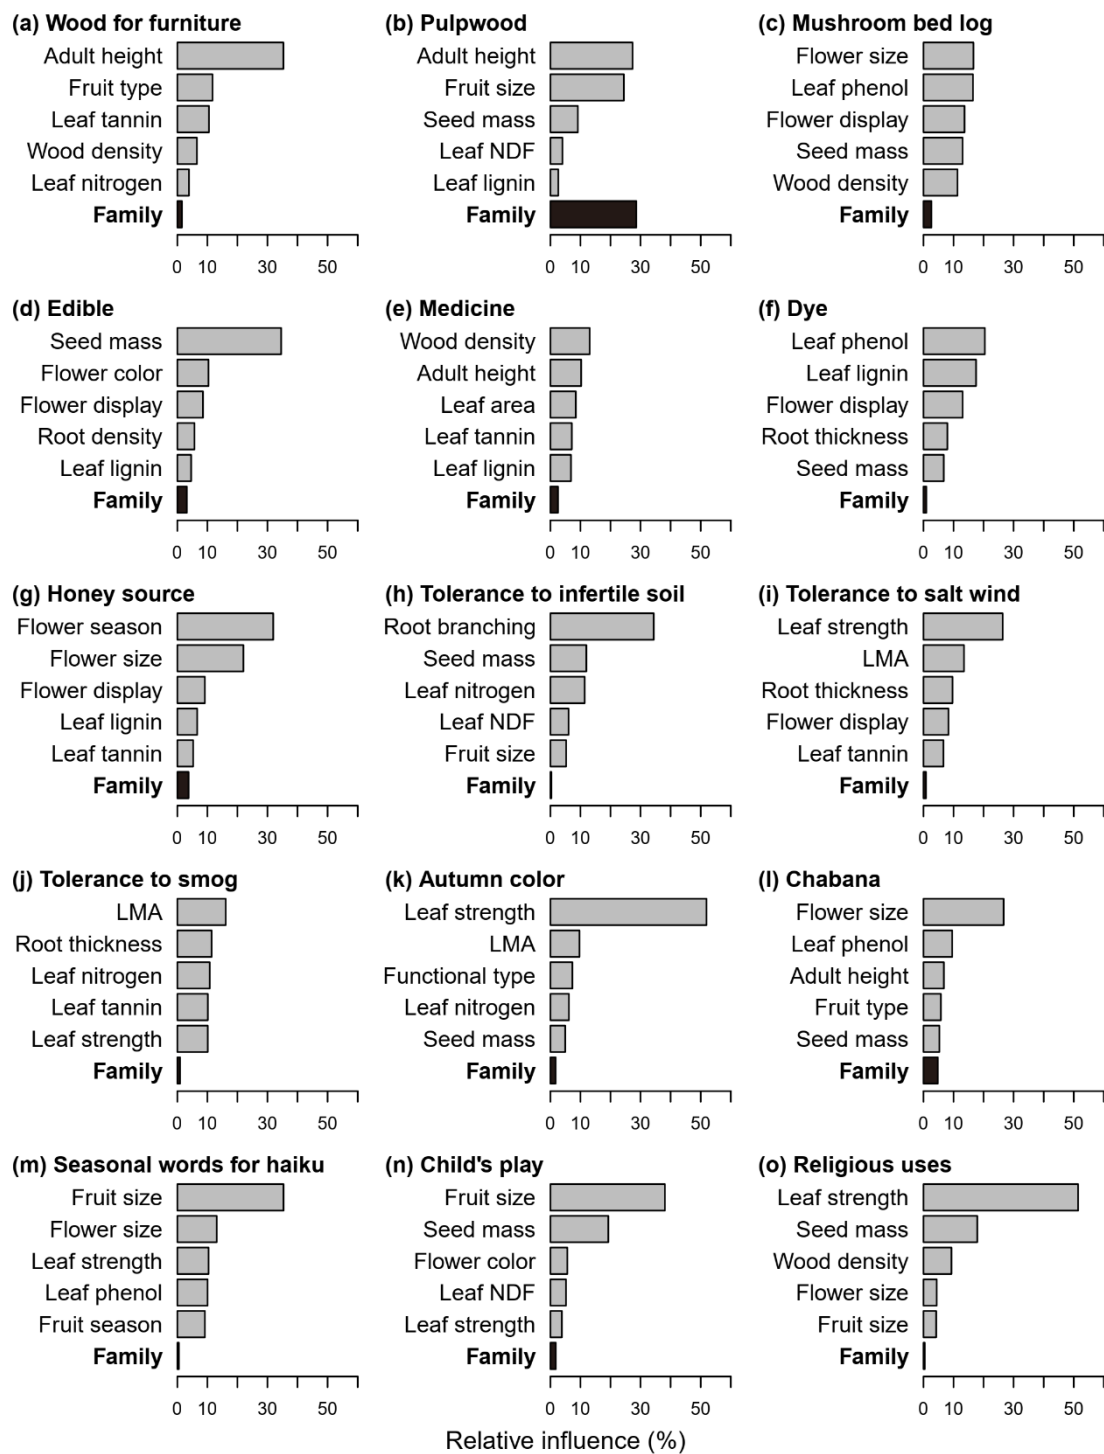 (a) Wood for furniture
Adult height
Fruit type
Leaf tannin
Wood density
Leaf nitrogen
Family
0 10 30 50
(b) Pulpwood
Adult height
Fruit size
Seed mass
Leaf NDF
Leaf lignin
Family
0 10 30 50
(c) Mushroom bed log
Flower size
Leaf phenol
Flower display
Seed mass
Wood density
Family
0 10 30 50
(d) Edible
Seed mass
Flower color
Flower display
Root density
Leaf lignin
Family
0 10 30 50
(e) Medicine
Wood density
Adult height
Leaf area
Leaf tannin
Leaf lignin
Family
0 10 30 50
(f) Dye
Leaf phenol
Leaf lignin
Flower display
Root thickness
Seed mass
Family
0 10 30 50
(g) Honey source
Flower season
Flower size
Flower display
Leaf lignin
Leaf tannin
Family
0 10 30 50
(h) Tolerance to infertile soil
Root branching
Seed mass
Leaf nitrogen
Leaf NDF
Fruit size
Family
0 10 30 50
(i) Tolerance to salt wind
Leaf strength
LMA
Root thickness
Flower display
Leaf tannin
Family
0 10 30 50
(j) Tolerance to smog
LMA
Root thickness
Leaf nitrogen
Leaf tannin
Leaf strength
Family
0 10 30 50
(k) Autumn color
Leaf strength
LMA
Functional type
Leaf nitrogen
Seed mass
Family
0 10 30 50
(l) Chabana
Flower size
Leaf phenol
Adult height
Fruit type
Seed mass
Family
0 10 30 50
(m) Seasonal words for haiku
Fruit size
Flower size
Leaf strength
Leaf phenol
Fruit season
Family
0 10 30 50
(n) Child's play
Fruit size
Seed mass
Flower color
Leaf NDF
Leaf strength
Family
0 10 30 50
(o) Religious uses
Leaf strength
Seed mass
Wood density
Flower size
Fruit size
Family
0 10 30 50
Relative influence (%)